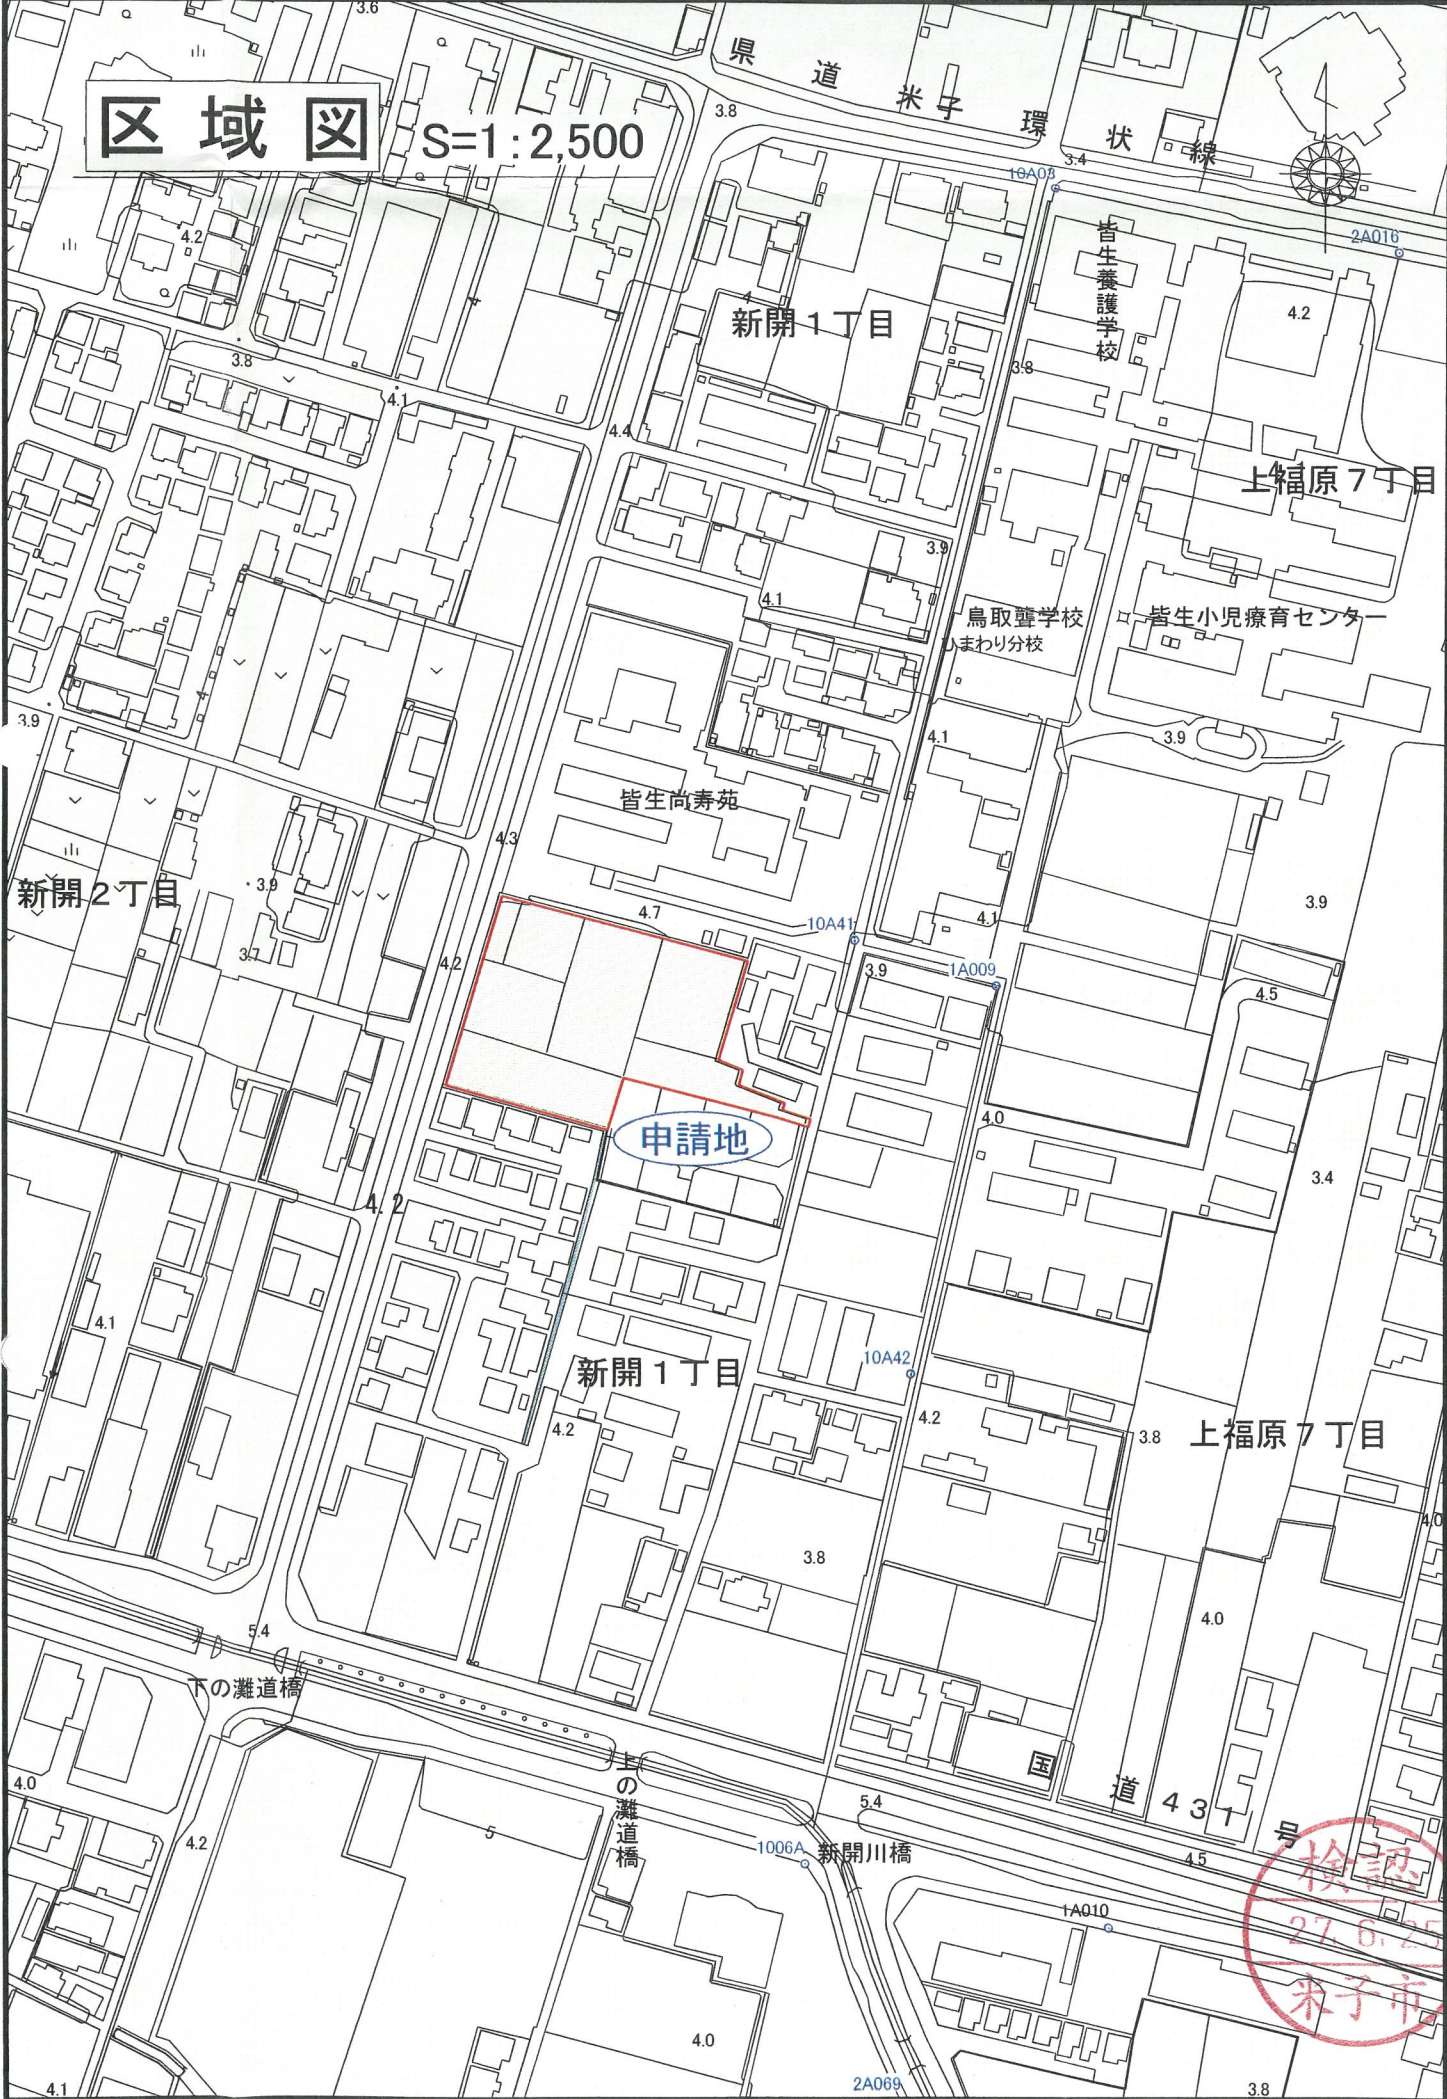 3.6
区域図 S=1:2,500
県道米子環状線
3.8
3.4
10A03
2A016
4.2
皆生養護学校
4.2
4
4
新開1丁目
3.8
3.8
4.1
4.4
上福原7丁目
3.9
4.1
鳥取聾学校
ひまわり分校
皆生小児療育センター
4
3.9
4.1
3.9
皆生尚寿苑
3.9
4.3
新開2丁目
3.9
4.7
10A41
4.1
3.9
3.7
4.2
3.9
1A009
4.5
4.0
申請地
3.4
4.2
4.1
10A42
新開1丁目
4.2
4.2
3.8
上福原7丁目
4.0
3.8
4.0
5.4
下の灘道橋
上の灘道橋
国道431号
4.0
5.4
4.2
5
1006A
新開川橋
4.5
検認
27.6.25
米子市
1A010
4.0
2A069
4.1
3.8